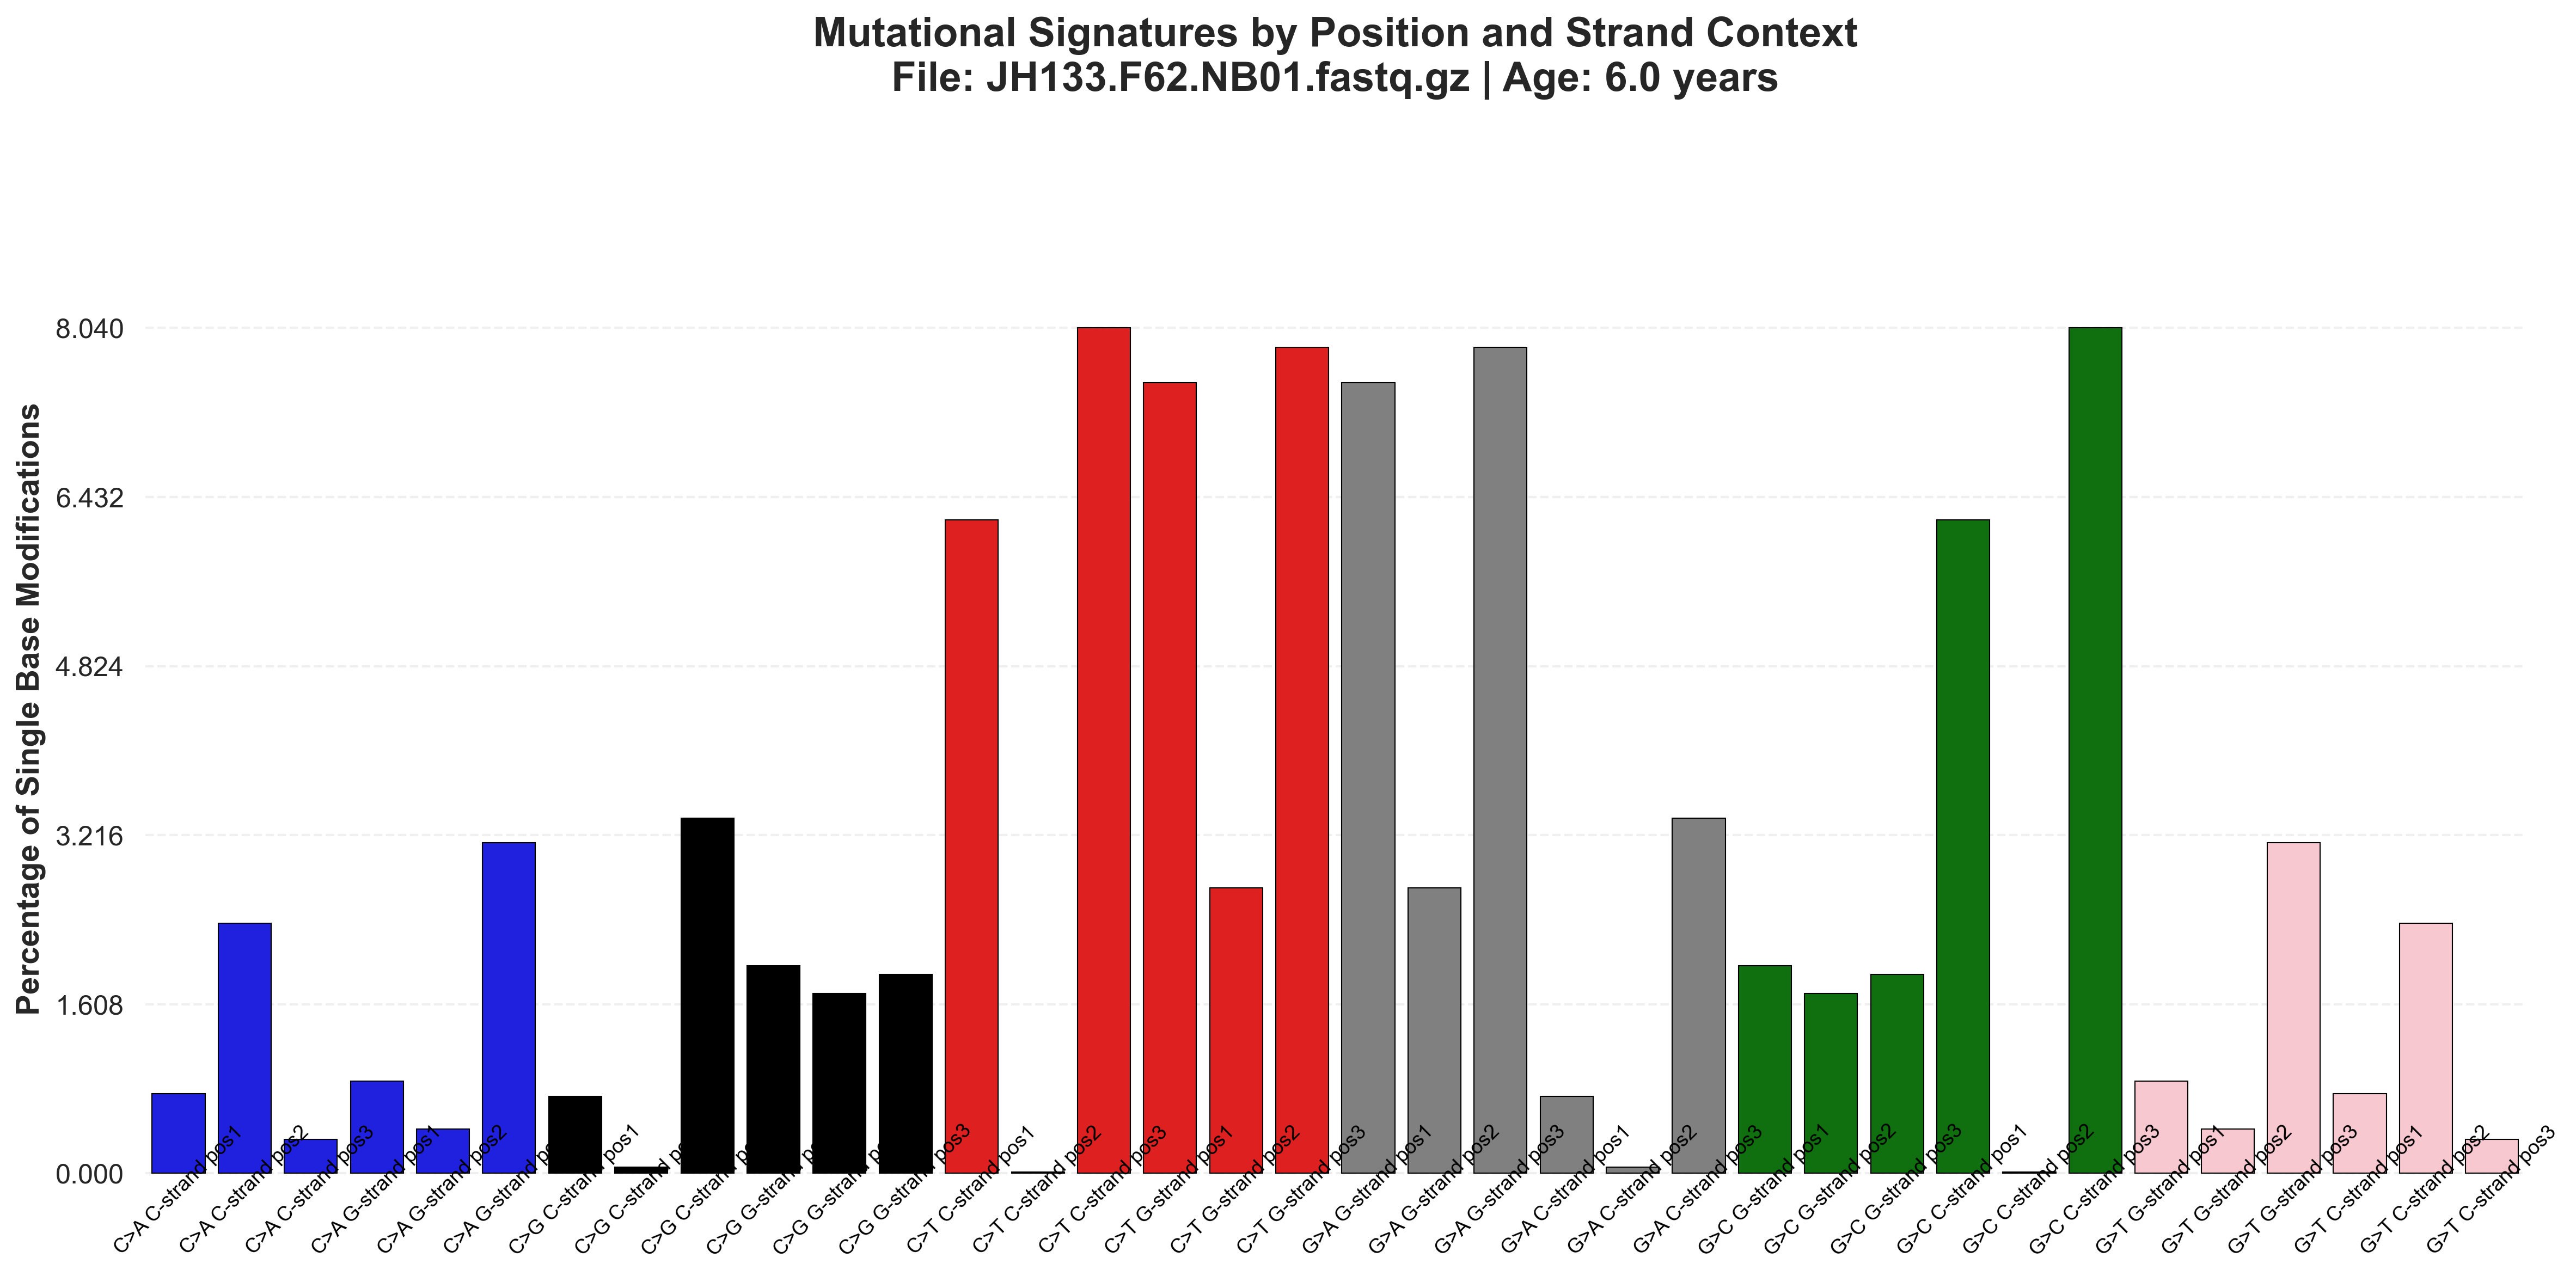 Mutational Signatures by Position and Strand Context
File: JH133.F62.NB01.fastq.gz | Age: 6.0 years
Percentage of Single Base Modifications
8.040
6.432
4.824
3.216
1.608
0.000
C>A C-strand pos1
C>A C-strand pos2
C>A C-strand pos3
C>A G-strand pos1
C>A G-strand pos2
C>A G-strand po
C>G C-strand pos1
C>G C-strand po
C>G C-strand po
C>G G-strand po
C>G G-strand po
C>G G-strand pos3
C>T C-strand pos1
C>T C-strand pos2
C>T C-strand pos3
C>T G-strand pos1
C>T G-strand pos2
C>T G-strand pos3
G>A G-strand pos1
G>A G-strand pos2
G>A G-strand pos3
G>A C-strand pos1
G>A C-strand pos2
G>A C-strand pos3
G>C G-strand pos1
G>C G-strand pos2
G>C G-strand pos3
G>C C-strand pos1
G>C C-strand pos2
G>C C-strand pos3
G>T G-strand pos1
G>T G-strand pos2
G>T G-strand pos3
G>T C-strand pos1
G>T C-strand pos2
G>T C-strand pos3